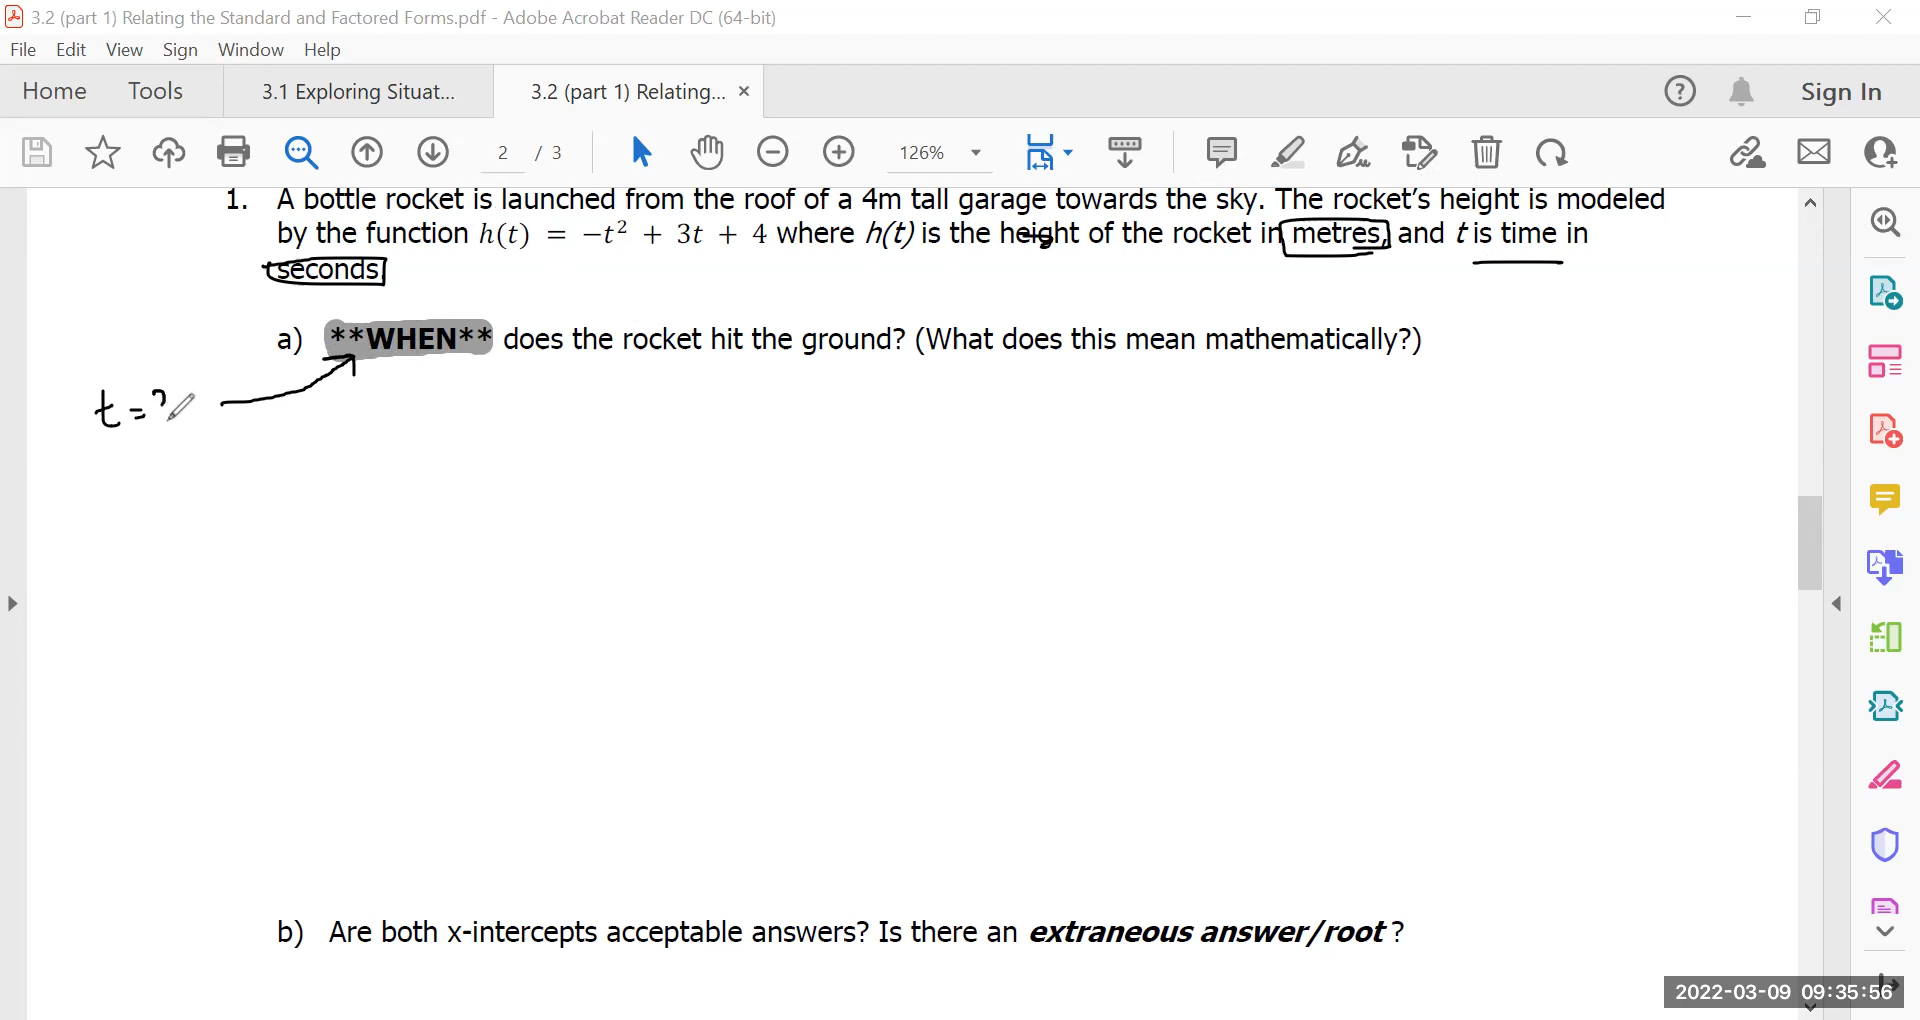 3.2 (part 1) Relating the Standard and Factored Forms.pdf - Adobe Acrobat Reader DC (64-bit)
File Edit View Sign Window Help
Home Tools 3.1 Exploring Situat... 3.2 (part 1) Relating... × Sign In
2 / 3 126%
1. A bottle rocket is launched from the roof of a 4m tall garage towards the sky. The rocket's height is modeled
by the function h(t) = −t² + 3t + 4 where h(t) is the height of the rocket in metres, and t is time in
seconds.
a) **WHEN** does the rocket hit the ground? (What does this mean mathematically?)
t = ?
b) Are both x-intercepts acceptable answers? Is there an extraneous answer/root?
2022-03-09 09:35:56